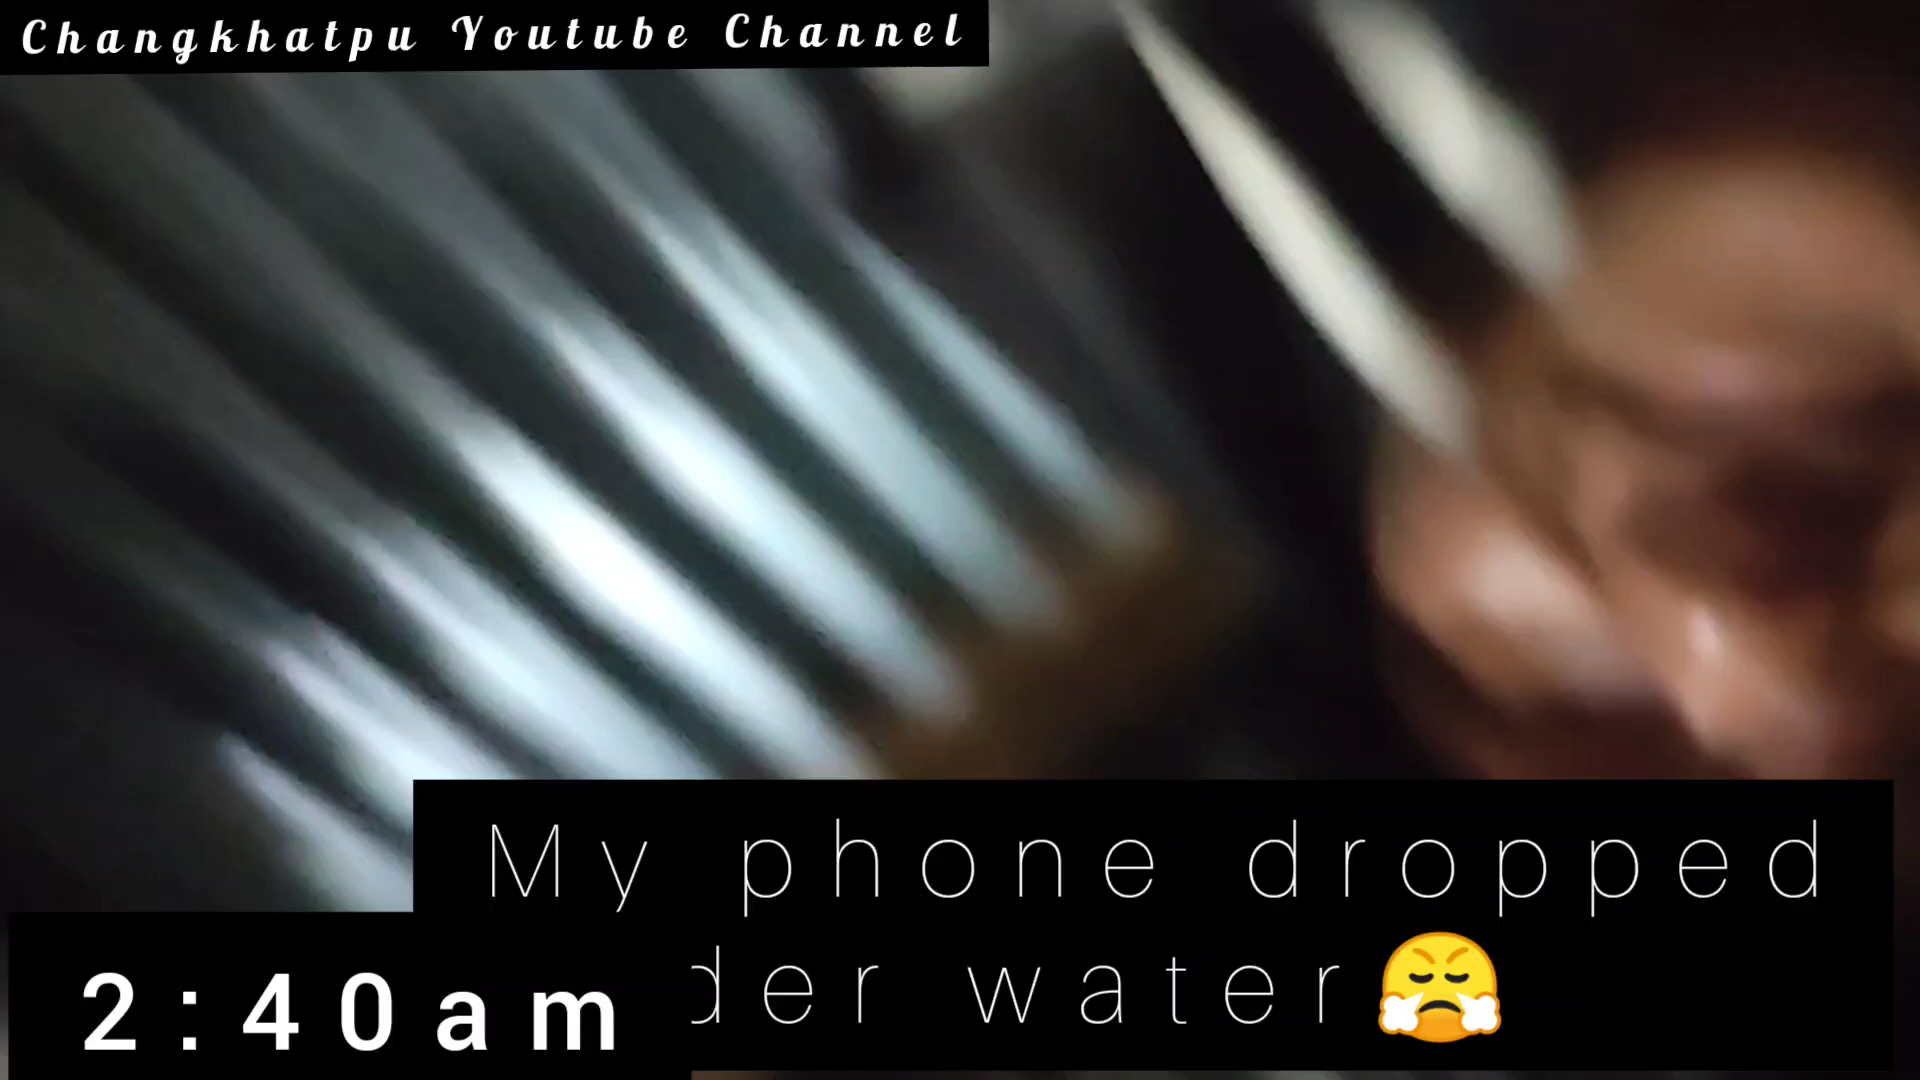 Changkhatpu Youtube Channel
My phone dropped
der water😤
2:40am